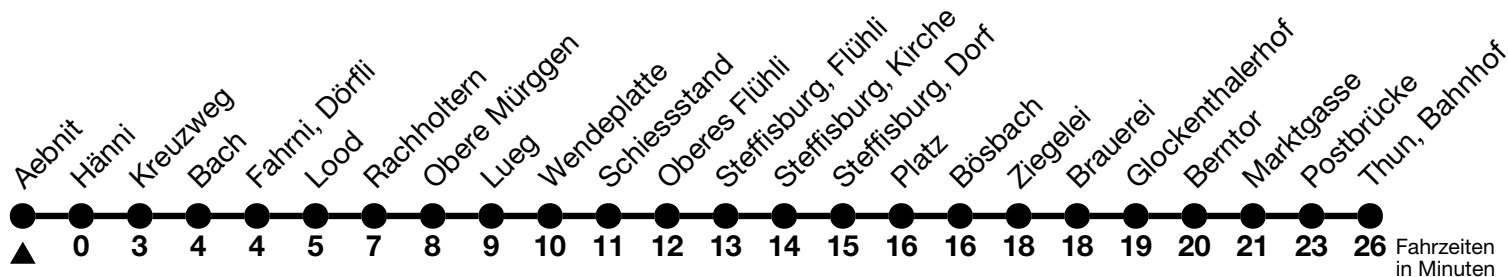 Aebnit
Hänni
Kreuzweg
Bach
Fahrni, Dörfli
Lood
Rachholtern
Obere Mürggen
Lueg
Wendeplatte
Schiessstand
Oberes Flühli
Steffisburg, Flühli
Steffisburg, Kirche
Steffisburg, Dorf
Platz
Bösbach
Ziegelei
Brauerei
Glockenthalerhof
Berntor
Marktgasse
Postbrücke
Thun, Bahnhof
0 3 4 4 5 7 8 9 10 11 12 13 14 15 16 16 18 18 19 20 21 23 26 Fahrzeiten
in Minuten